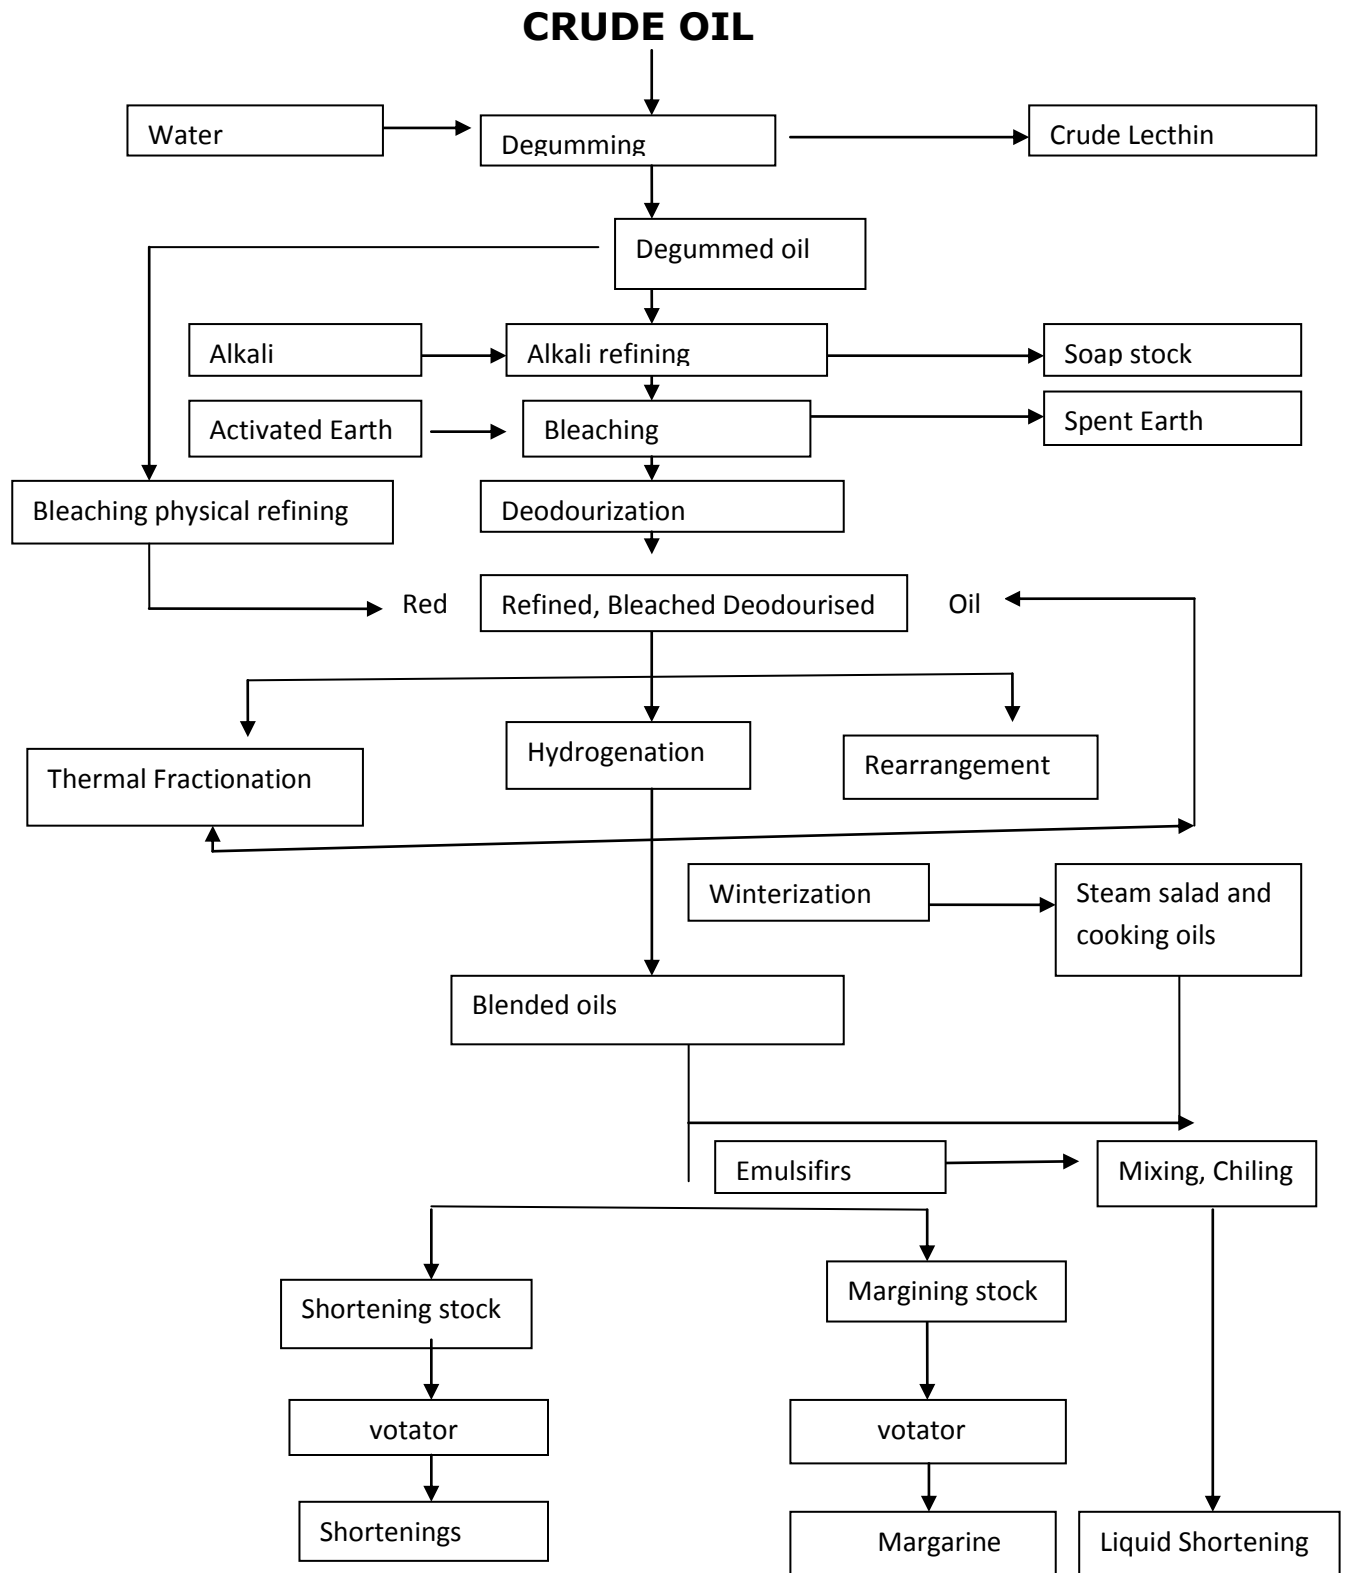 CRUDE OIL
Water
Degumming
Crude Lecthin
Degummed oil
Alkali
Alkali refining
Soap stock
Activated Earth
Bleaching
Spent Earth
Bleaching physical refining
Deodourization
Red
Refined, Bleached Deodourised
Oil
Thermal Fractionation
Hydrogenation
Rearrangement
Winterization
Steam salad and
cooking oils
Blended oils
Emulsifirs
Mixing, Chiling
Shortening stock
Margining stock
votator
votator
Shortenings
Margarine
Liquid Shortening